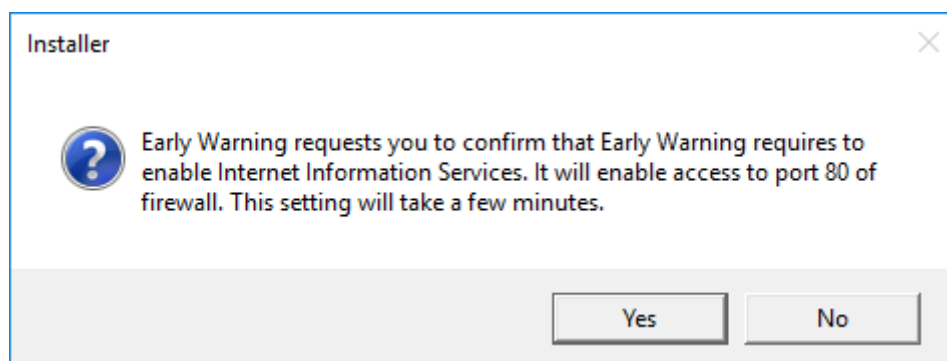 Installer
Early Warning requests you to confirm that Early Warning requires to
enable Internet Information Services. It will enable access to port 80 of
firewall. This setting will take a few minutes.
Yes
No